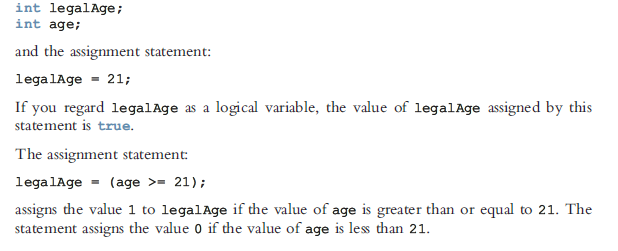 int legalAge;
int age;
and the assignment statement:
legalAge = 21;
If you regard legalAge as a logical variable, the value of legalAge assigned by this
statement is true.
The assignment statement:
legalAge = (age >= 21);
assigns the value 1 to legalAge if the value of age is greater than or equal to 21. The
statement assigns the value 0 if the value of age is less than 21.